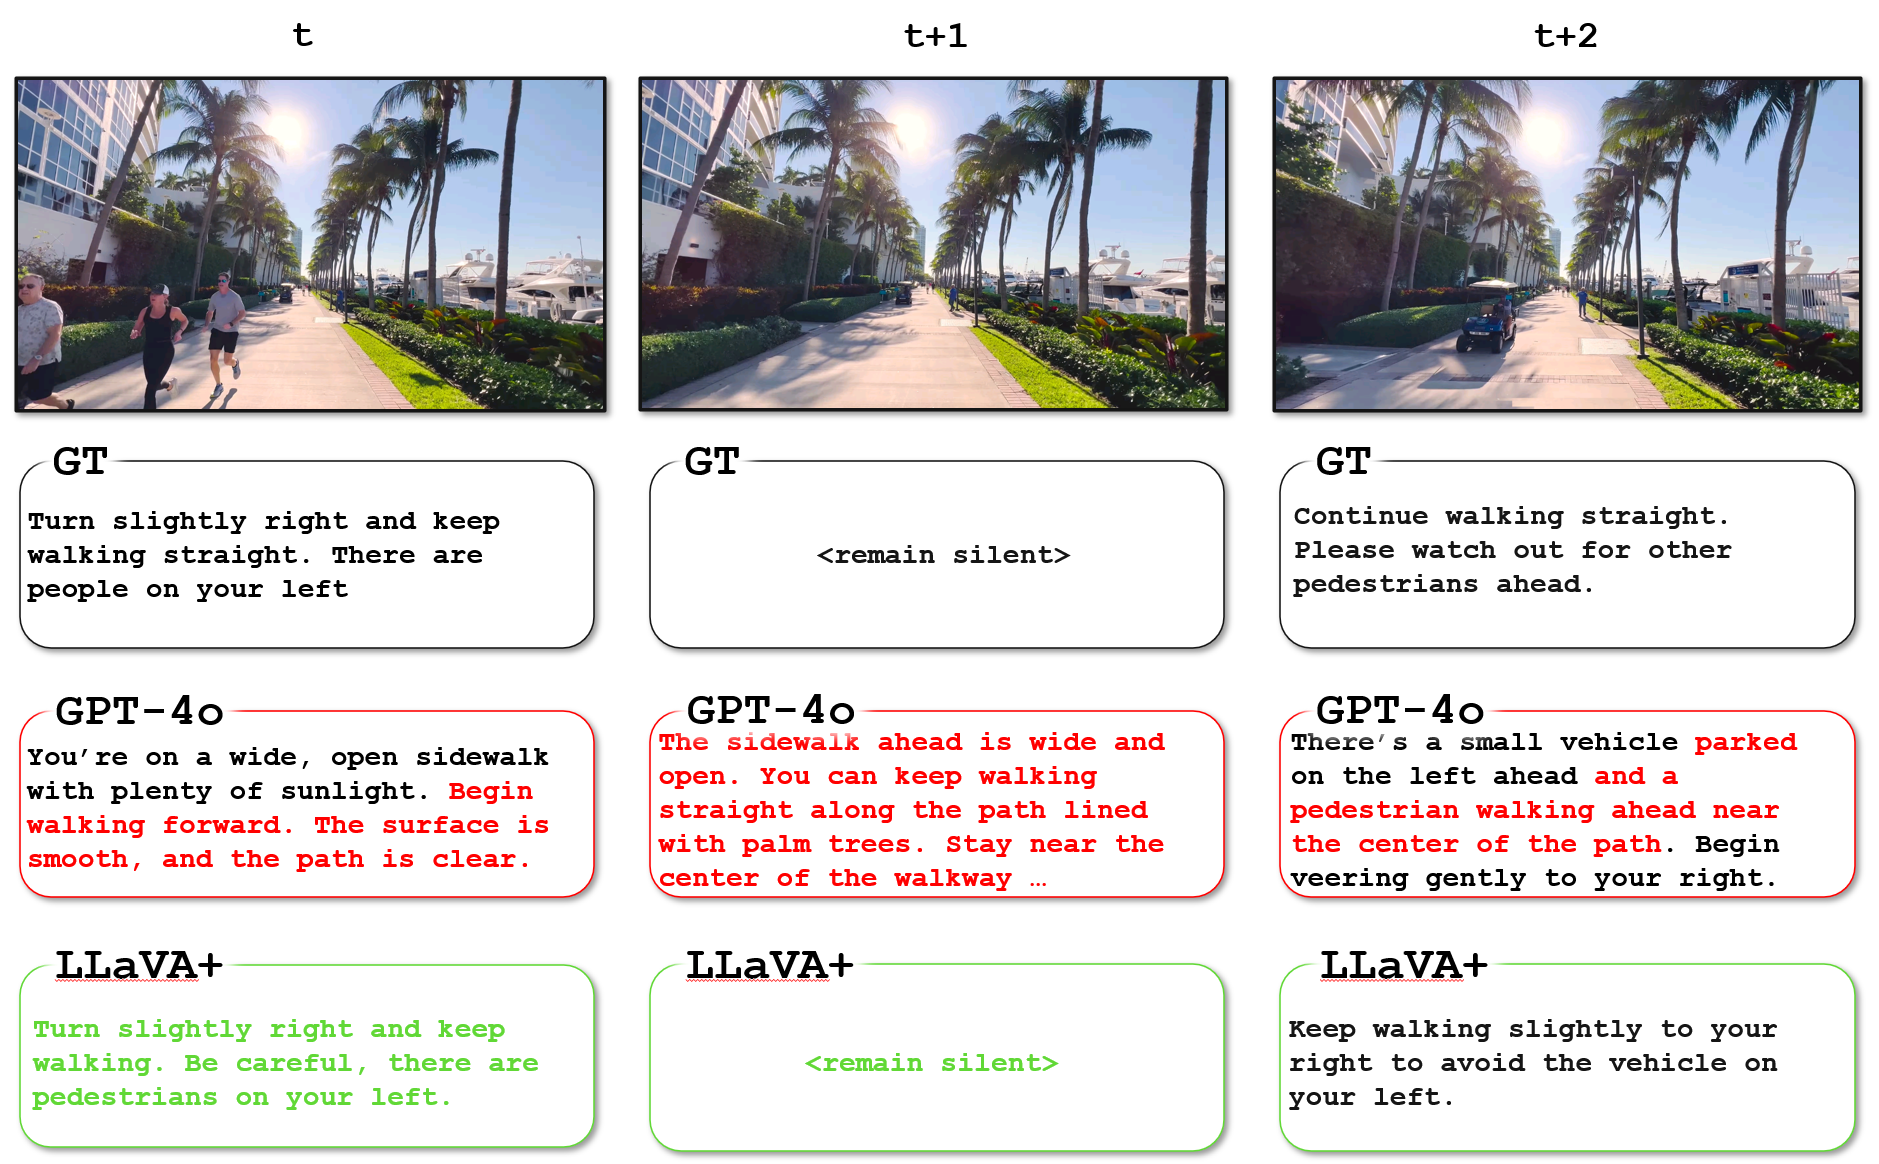 t
t+1
t+2
GT
Turn slightly right and keep
walking straight. There are
people on your left
GT
<remain silent>
GT
Continue walking straight.
Please watch out for other
pedestrians ahead.
GPT-4o
You’re on a wide, open sidewalk
with plenty of sunlight. Begin
walking forward. The surface is
smooth, and the path is clear.
GPT-4o
The sidewalk ahead is wide and
open. You can keep walking
straight along the path lined
with palm trees. Stay near the
center of the walkway …
GPT-4o
There’s a small vehicle parked
on the left ahead and a
pedestrian walking ahead near
the center of the path. Begin
veering gently to your right.
LLaVA+
Turn slightly right and keep
walking. Be careful, there are
pedestrians on your left.
LLaVA+
<remain silent>
LLaVA+
Keep walking slightly to your
right to avoid the vehicle on
your left.